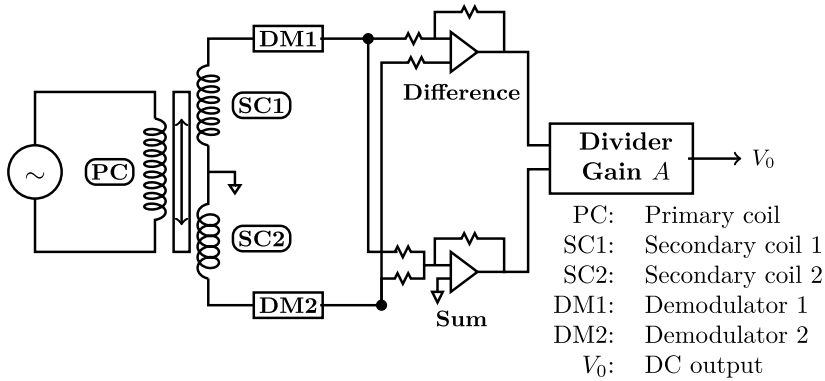 DM1
SC1
Difference
PC
Divider
Gain A
V₀
~
SC2
DM2
Sum
PC: Primary coil
SC1: Secondary coil 1
SC2: Secondary coil 2
DM1: Demodulator 1
DM2: Demodulator 2
V₀: DC output